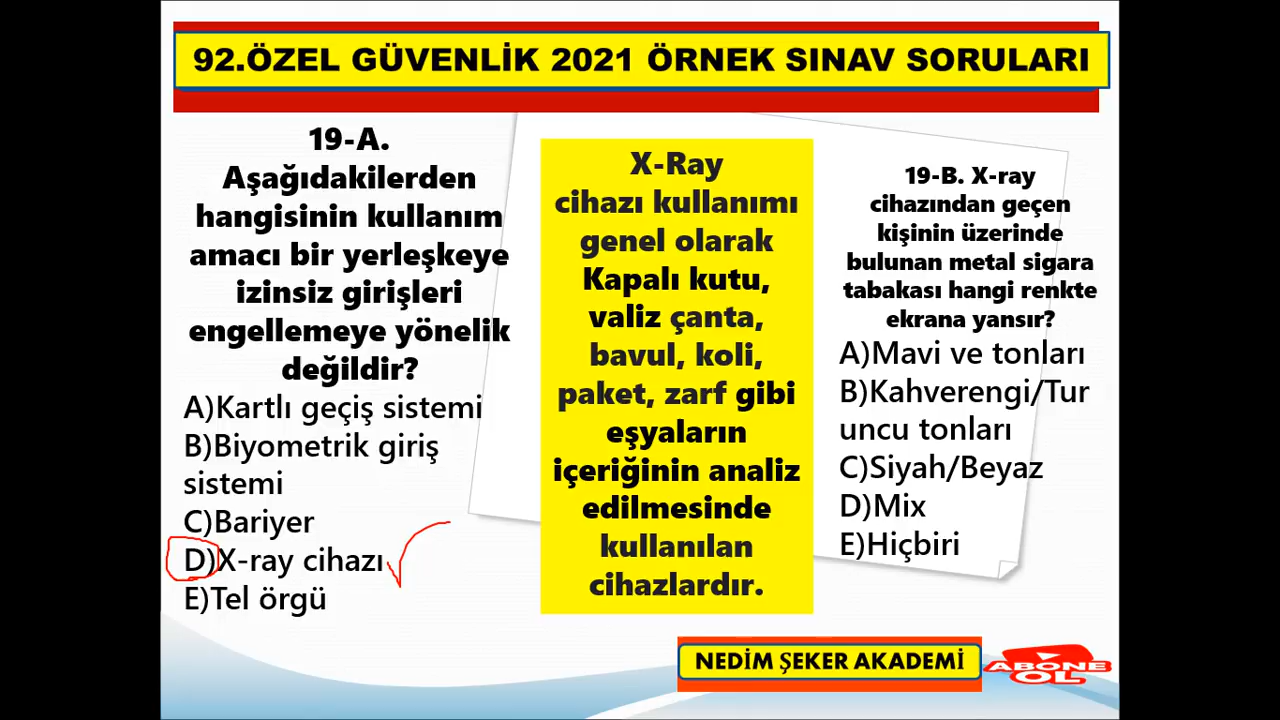 92.ÖZEL GÜVENLİK 2021 ÖRNEK SINAV SORULARI
19-A.
Aşağıdakilerden
hangisinin kullanım
amacı bir yerleşkeye
izinsiz girişleri
engellemeye yönelik
değildir?
A)Kartlı geçiş sistemi
B)Biyometrik giriş
sistemi
C)Bariyer
D)X-ray cihazı
E)Tel örgü
X-Ray
cihazı kullanımı
genel olarak
Kapalı kutu,
valiz çanta,
bavul, koli,
paket, zarf gibi
eşyaların
içeriğinin analiz
edilmesinde
kullanılan
cihazlardır.
19-B. X-ray
cihazından geçen
kişinin üzerinde
bulunan metal sigara
tabakası hangi renkte
ekrana yansır?
A)Mavi ve tonları
B)Kahverengi/Tur
uncu tonları
C)Siyah/Beyaz
D)Mix
E)Hiçbiri
NEDİM ŞEKER AKADEMİ
ABONE
OL